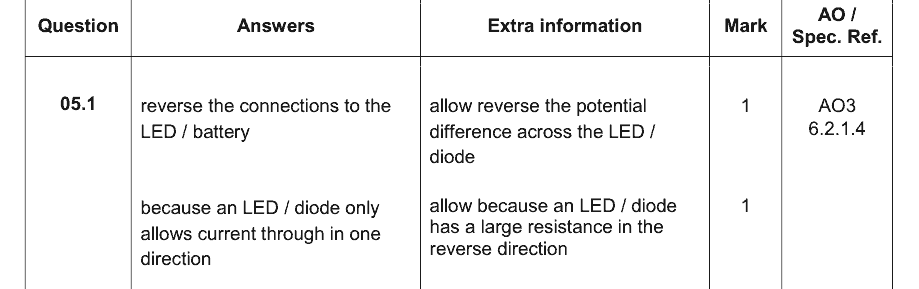 Question Answers Extra information Mark AO /
Spec. Ref.
05.1 reverse the connections to the allow reverse the potential 1 AO3
LED / battery difference across the LED / 6.2.1.4
diode
because an LED / diode only allow because an LED / diode 1
allows current through in one has a large resistance in the
direction reverse direction